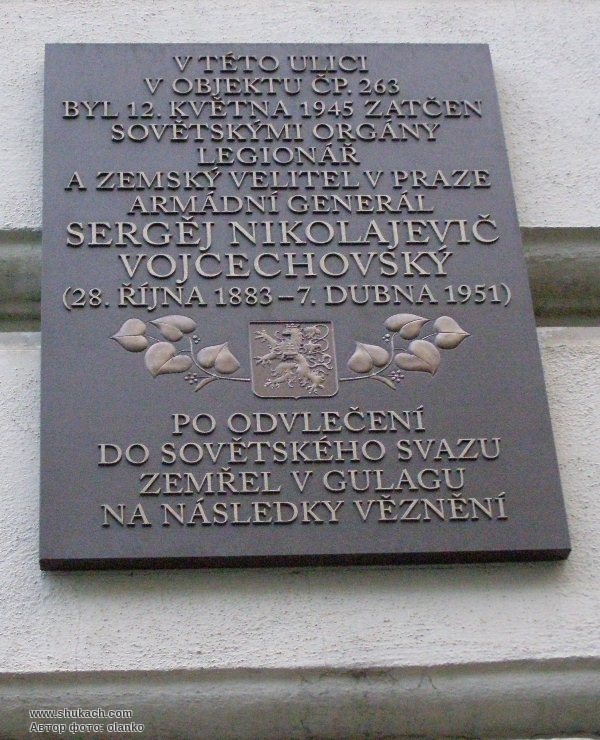 V TÉTO ULICI
V OBJEKTU ČP. 263
BYL 12. KVĚTNA 1945 ZATČEN
SOVĚTSKÝMI ORGÁNY
LEGIONÁŘ
A ZEMSKÝ VELITEL V PRAZE
ARMÁDNÍ GENERÁL
SERGĚJ NIKOLAJEVIČ
VOJCECHOVSKÝ
(28. ŘÍJNA 1883 – 7. DUBNA 1951)
PO ODVLEČENÍ
DO SOVĚTSKÉHO SVAZU
ZEMŘEL V GULAGU
NA NÁSLEDKY VĚZNĚNÍ
www.shukach.com
Автор фото: olanko